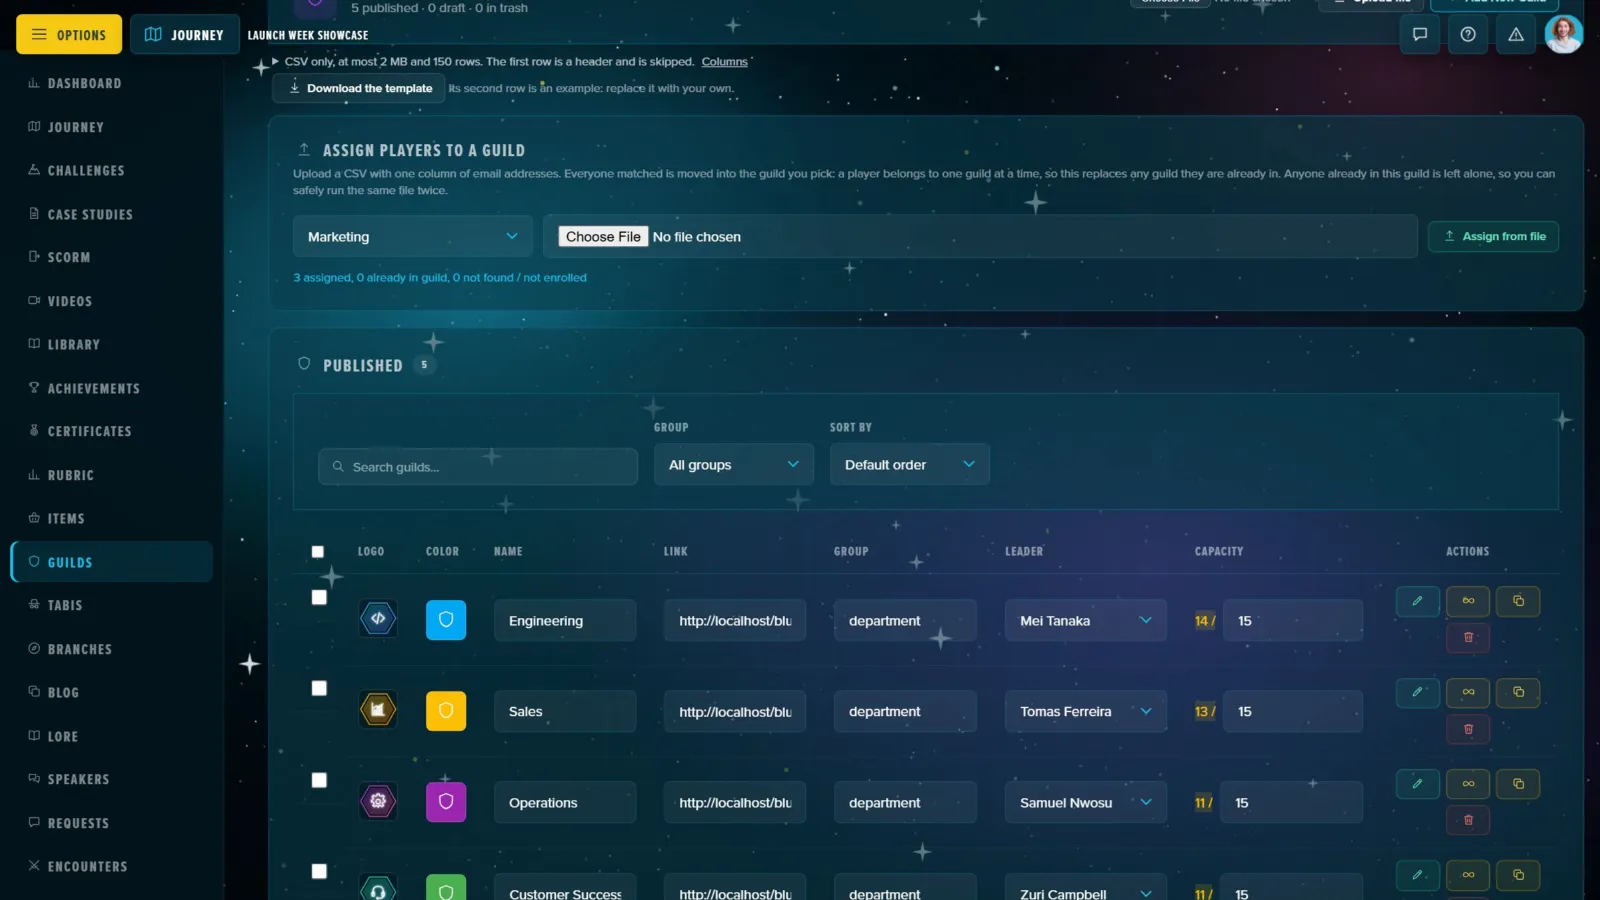 5 published · 0 draft · 0 in trash
OPTIONS
JOURNEY
LAUNCH WEEK SHOWCASE
CSV only, at most 2 MB and 150 rows. The first row is a header and is skipped. Columns
Download the template
Its second row is an example: replace it with your own.
DASHBOARD
JOURNEY
CHALLENGES
CASE STUDIES
SCORM
VIDEOS
LIBRARY
ACHIEVEMENTS
CERTIFICATES
RUBRIC
ITEMS
GUILDS
TABIS
BRANCHES
BLOG
LORE
SPEAKERS
REQUESTS
ENCOUNTERS
ASSIGN PLAYERS TO A GUILD
Upload a CSV with one column of email addresses. Everyone matched is moved into the guild you pick: a player belongs to one guild at a time, so this replaces any guild they are already in. Anyone already in this guild is left alone, so you can
safely run the same file twice.
Marketing
Choose File No file chosen
Assign from file
3 assigned, 0 already in guild, 0 not found / not enrolled
PUBLISHED 5
GROUP
SORT BY
Search guilds...
All groups
Default order
LOGO COLOR NAME LINK GROUP LEADER CAPACITY ACTIONS
Engineering http://localhost/blu department Mei Tanaka 14 / 15
Sales http://localhost/blu department Tomas Ferreira 13 / 15
Operations http://localhost/blu department Samuel Nwosu 11 / 15
Customer Success http://localhost/blu department Zuri Campbell 11 / 15